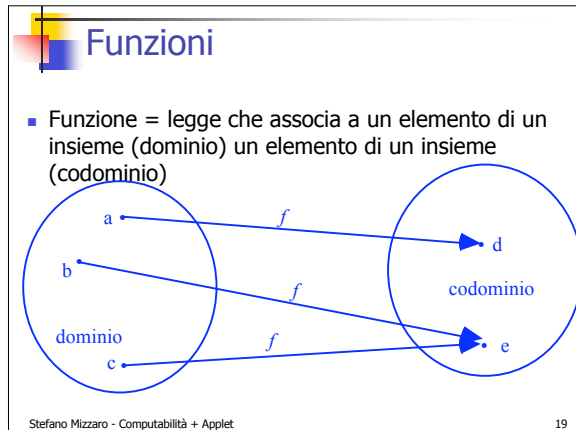 Funzioni
Funzione = legge che associa a un elemento di un
insieme (dominio) un elemento di un insieme
(codominio)
a
f
d
b
f
codominio
dominio
f
e
c
Stefano Mizzaro - Computabilità + Applet
19